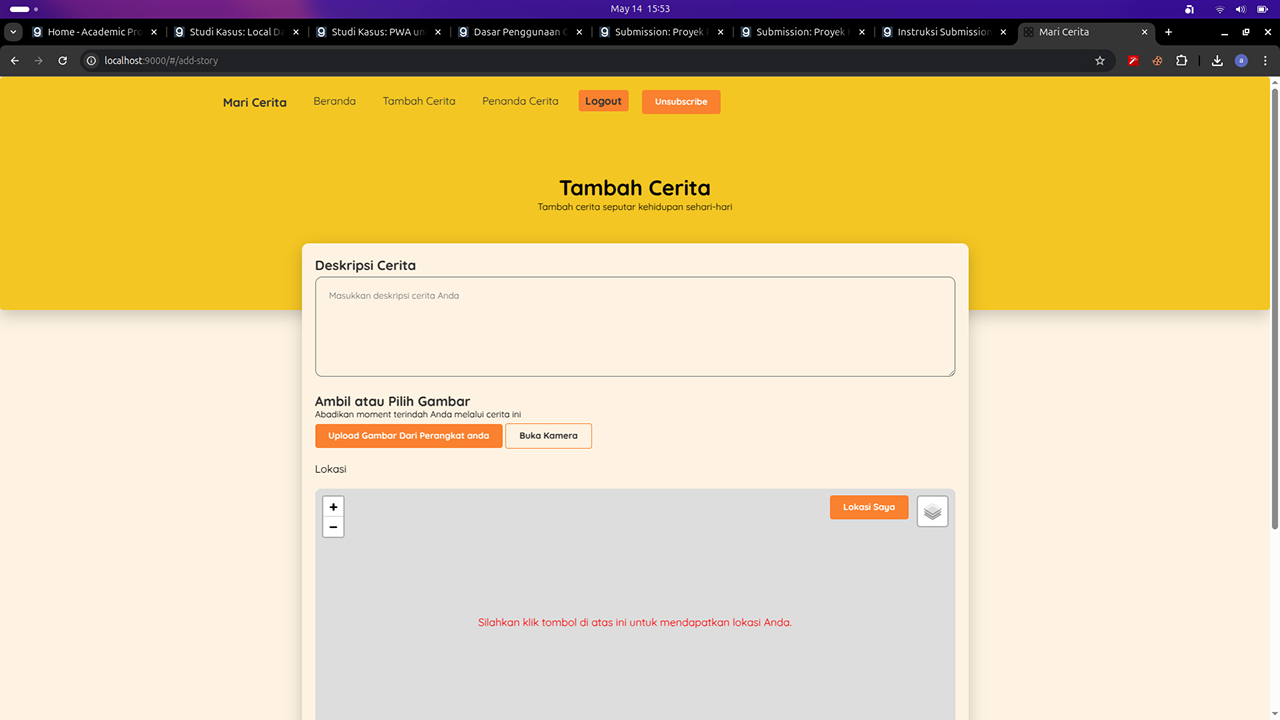 May 14 15:53
Home - Academic Pro
Studi Kasus: Local Da
Studi Kasus: PWA un
Dasar Penggunaan
Submission: Proyek
Submission: Proyek
Instruksi Submission
Mari Cerita
localhost:9000/#/add-story
a
Mari Cerita Beranda Tambah Cerita Penanda Cerita Logout Unsubscribe
Tambah Cerita
Tambah cerita seputar kehidupan sehari-hari
Deskripsi Cerita
Masukkan deskripsi cerita Anda
Ambil atau Pilih Gambar
Abadikan moment terindah Anda melalui cerita ini
Upload Gambar Dari Perangkat anda Buka Kamera
Lokasi
+
−
Lokasi Saya
Silahkan klik tombol di atas ini untuk mendapatkan lokasi Anda.